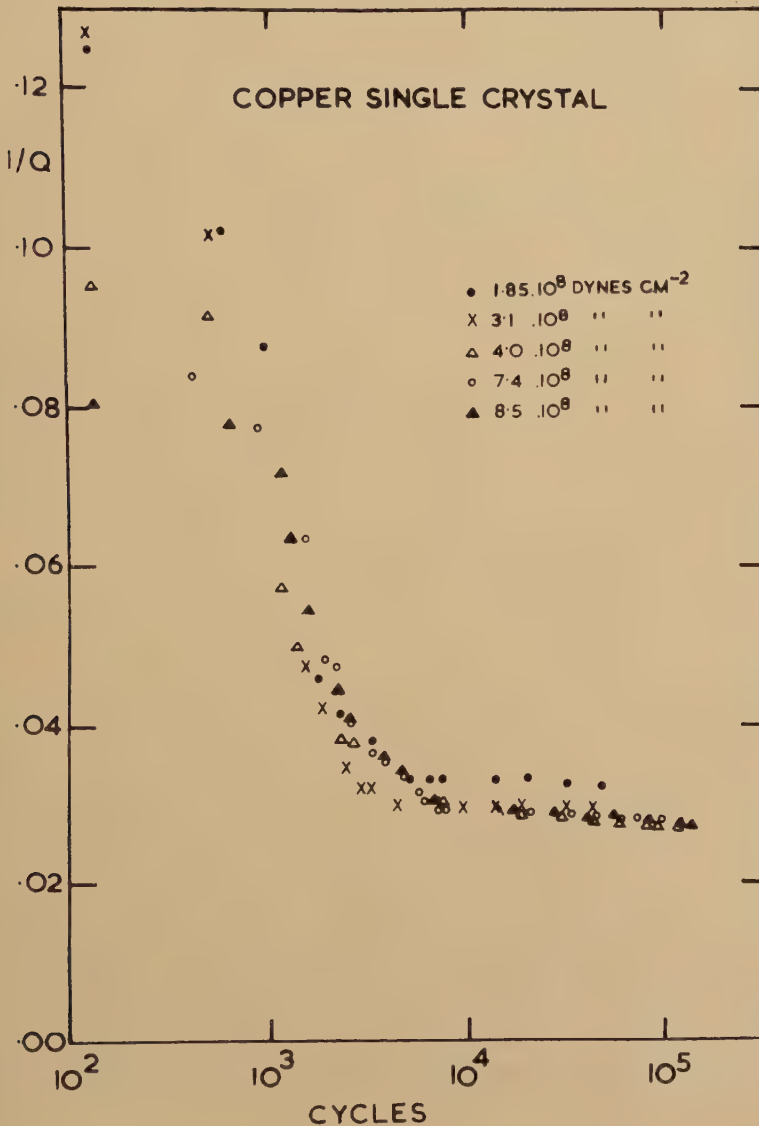 COPPER SINGLE CRYSTAL
·12
1/Q
·10
·08
·06
·04
·02
·00
• 1·85.10⁸ DYNES CM⁻²
X 3·1 .10⁸ " "
△ 4·0 .10⁸ " "
○ 7·4 .10⁸ " "
▲ 8·5 .10⁸ " "
10² 10³ 10⁴ 10⁵
CYCLES